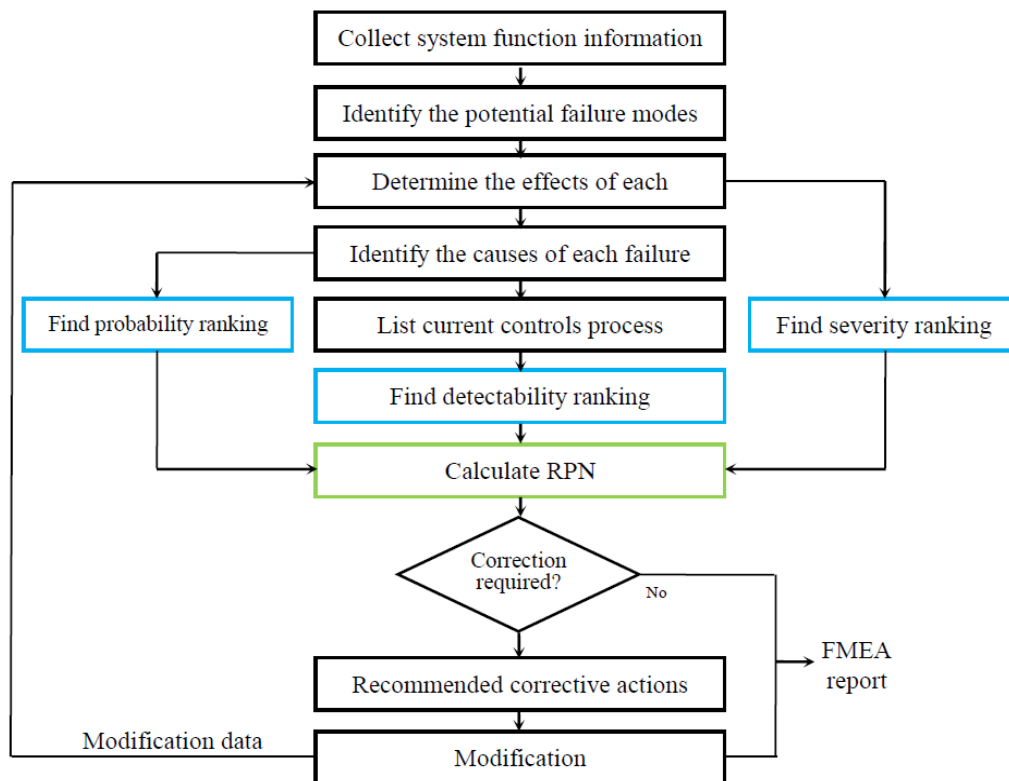 Collect system function information
Identify the potential failure modes
Determine the effects of each
Identify the causes of each failure
Find probability ranking
List current controls process
Find severity ranking
Find detectability ranking
Calculate RPN
Correction
required?
No
FMEA
report
Recommended corrective actions
Modification data
Modification